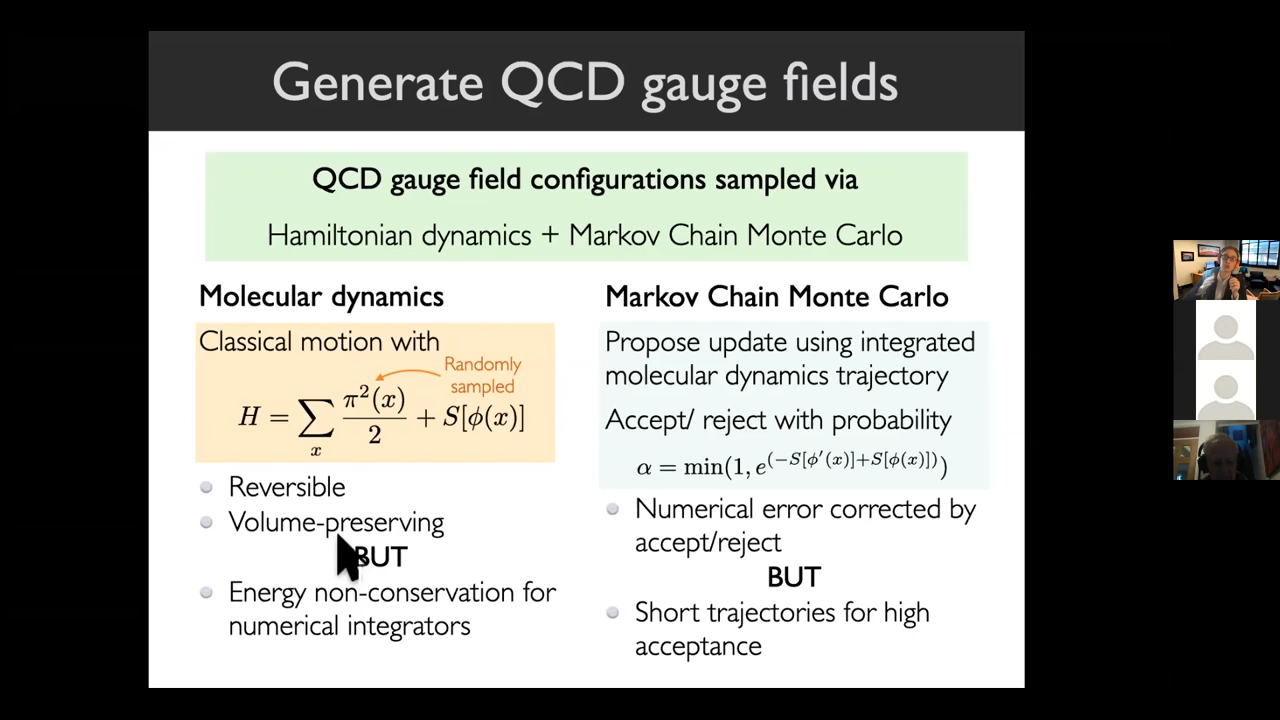 Generate QCD gauge fields
QCD gauge field configurations sampled via
Hamiltonian dynamics + Markov Chain Monte Carlo
Molecular dynamics
Classical motion with
Randomly
sampled
H = ∑ₓ π²(x)/2 + S[ϕ(x)]
Reversible
Volume-preserving
BUT
Energy non-conservation for
numerical integrators
Markov Chain Monte Carlo
Propose update using integrated
molecular dynamics trajectory
Accept/ reject with probability
α = min(1, e^(−S[ϕ′(x)]+S[ϕ(x)]))
Numerical error corrected by
accept/reject
BUT
Short trajectories for high
acceptance